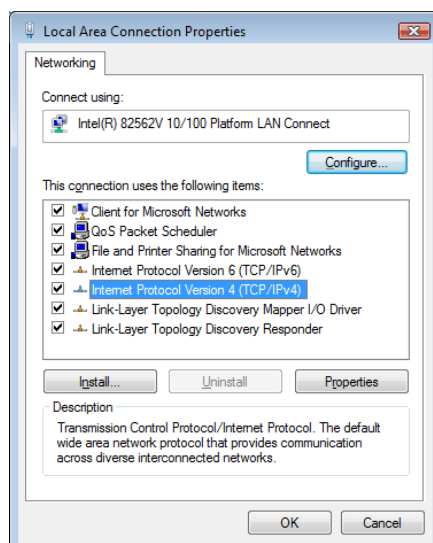 Local Area Connection Properties
Networking
Connect using:
Intel(R) 82562V 10/100 Platform LAN Connect
Configure...
This connection uses the following items:
Client for Microsoft Networks
QoS Packet Scheduler
File and Printer Sharing for Microsoft Networks
Internet Protocol Version 6 (TCP/IPv6)
Internet Protocol Version 4 (TCP/IPv4)
Link-Layer Topology Discovery Mapper I/O Driver
Link-Layer Topology Discovery Responder
Install... Uninstall Properties
Description
Transmission Control Protocol/Internet Protocol. The default
wide area network protocol that provides communication
across diverse interconnected networks.
OK Cancel